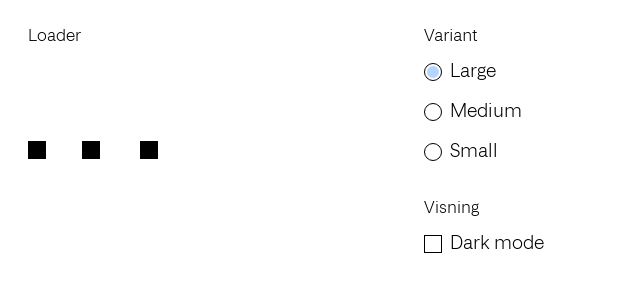 Loader
Variant
Large
Medium
Small
Visning
Dark mode